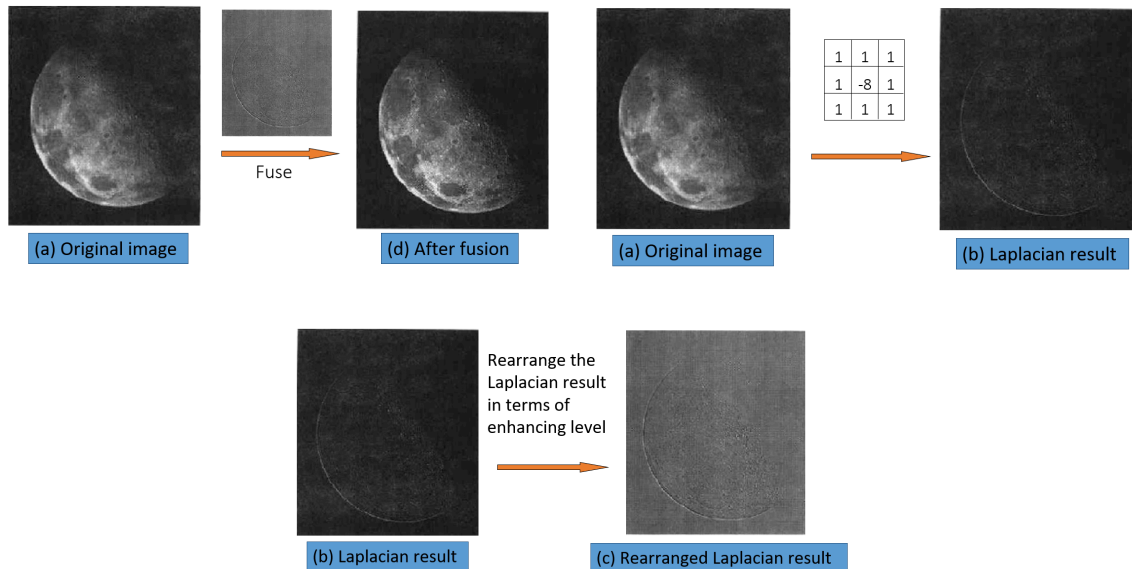 Fuse
(a) Original image
(d) After fusion
1 1 1
1 -8 1
1 1 1
(a) Original image
(b) Laplacian result
Rearrange the
Laplacian result
in terms of
enhancing level
(b) Laplacian result
(c) Rearranged Laplacian result